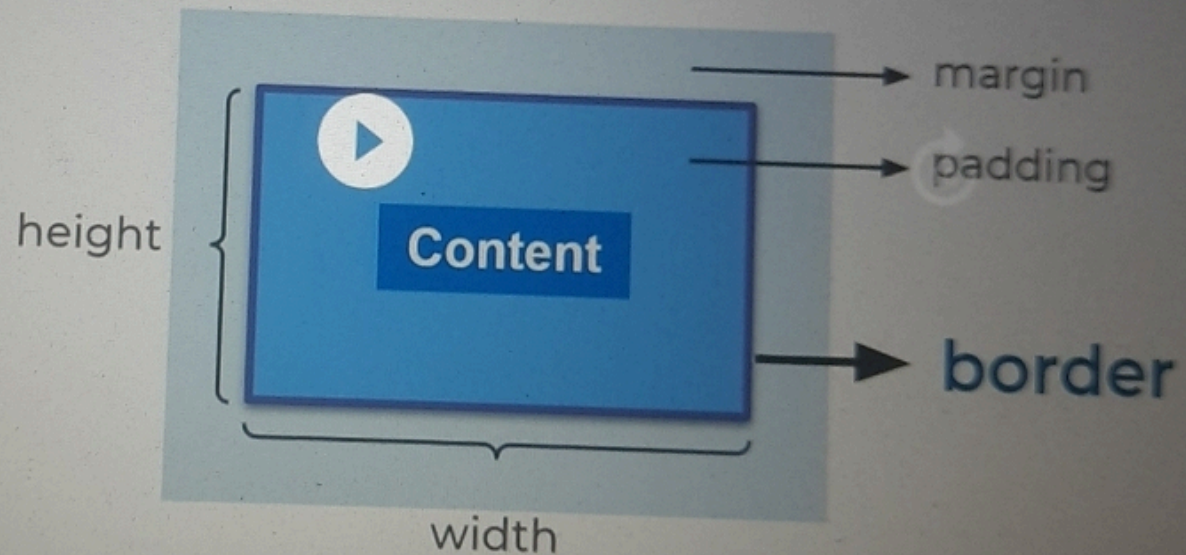 margin
padding
height
Content
border
width